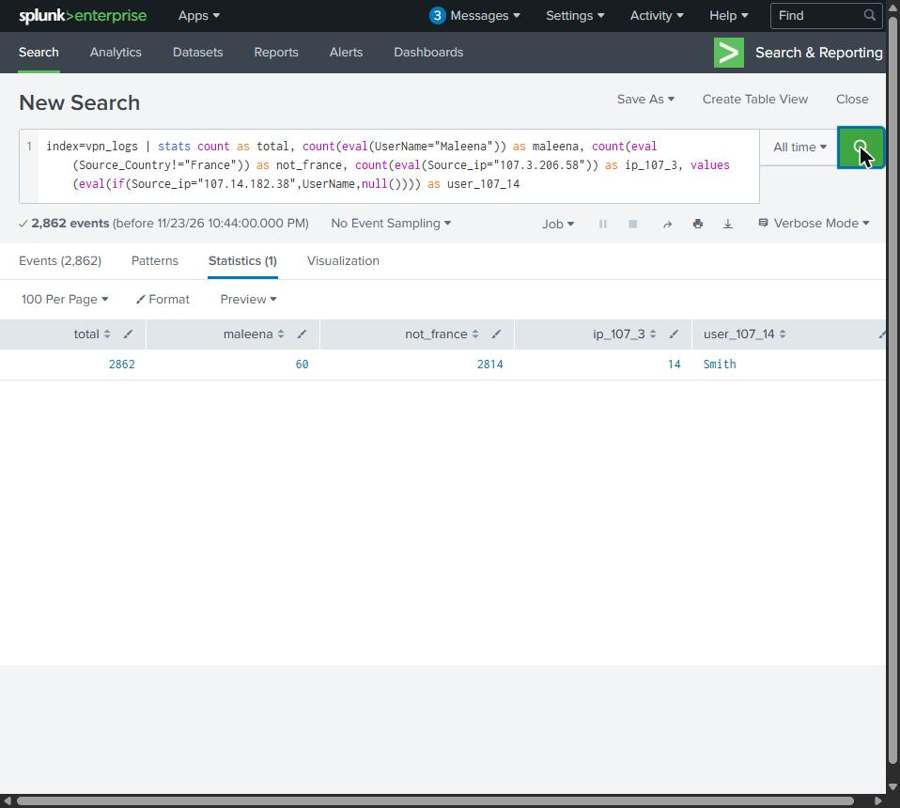 splunk>enterprise Apps 3 Messages Settings Activity Help Find
Search Analytics Datasets Reports Alerts Dashboards > Search & Reporting
New Search Save As Create Table View Close
1 index=vpn_logs | stats count as total, count(eval(UserName="Maleena")) as maleena, count(eval All time
(Source_Country!="France")) as not_france, count(eval(Source_ip="107.3.206.58")) as ip_107_3, values
(eval(if(Source_ip="107.14.182.38",UserName,null()))) as user_107_14
2,862 events (before 11/23/26 10:44:00.000 PM) No Event Sampling Job Verbose Mode
Events (2,862) Patterns Statistics (1) Visualization
100 Per Page Format Preview
total maleena not_france ip_107_3 user_107_14
2862 60 2814 14 Smith